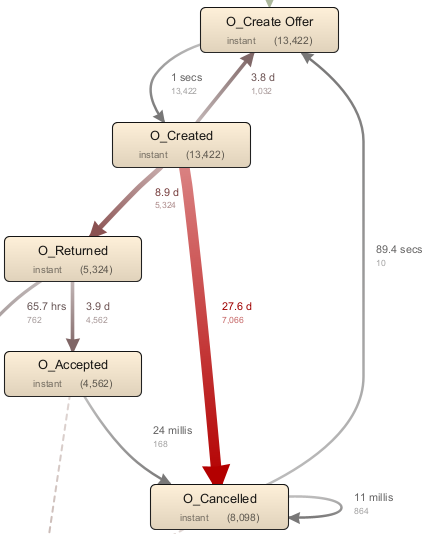 O_Create Offer
instant (13,422)
1 secs
13,422
3.8 d
1,032
O_Created
instant (13,422)
8.9 d
5,324
O_Returned
instant (5,324)
89.4 secs
10
65.7 hrs
762
3.9 d
4,562
27.6 d
7,066
O_Accepted
instant (4,562)
24 millis
168
O_Cancelled
instant (8,098)
11 millis
864